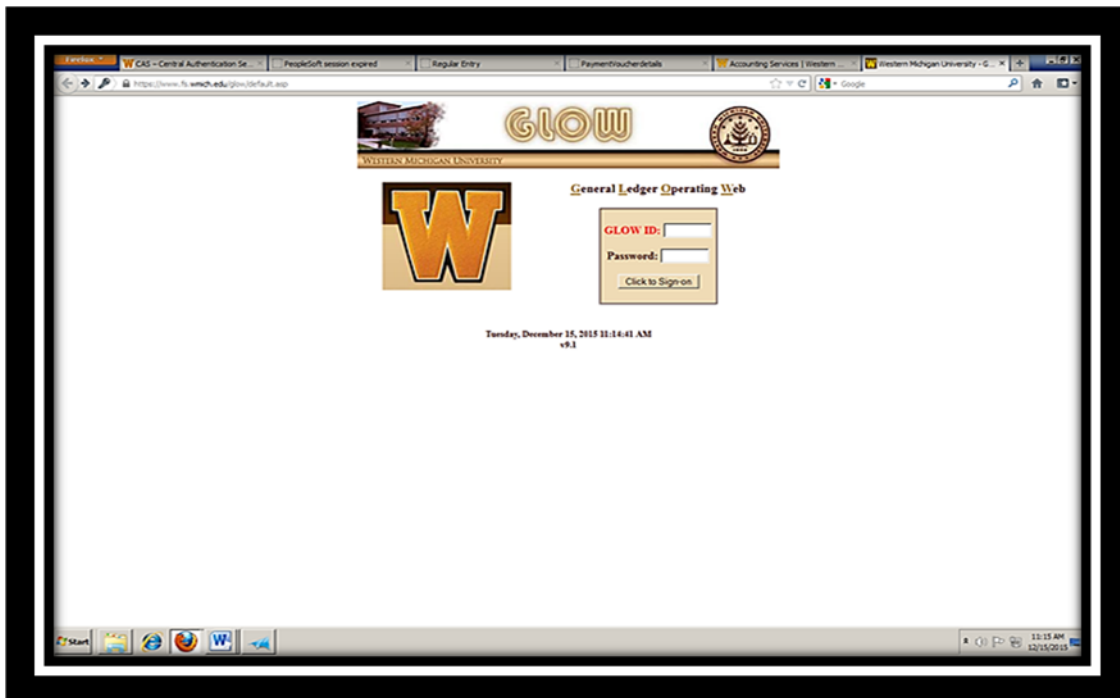 Firefox
CAS – Central Authentication Se...
PeopleSoft session expired
Regular Entry
PaymentVoucherdetails
Accounting Services | Western ...
Western Michigan University - G...
https://www.fs.wmich.edu/glow/default.asp
Google
GLOW
WESTERN MICHIGAN UNIVERSITY
W
General Ledger Operating Web
GLOW ID:
Password:
Click to Sign-on
Tuesday, December 15, 2015 11:14:41 AM
v9.1
Start
W
11:15 AM
12/15/2015